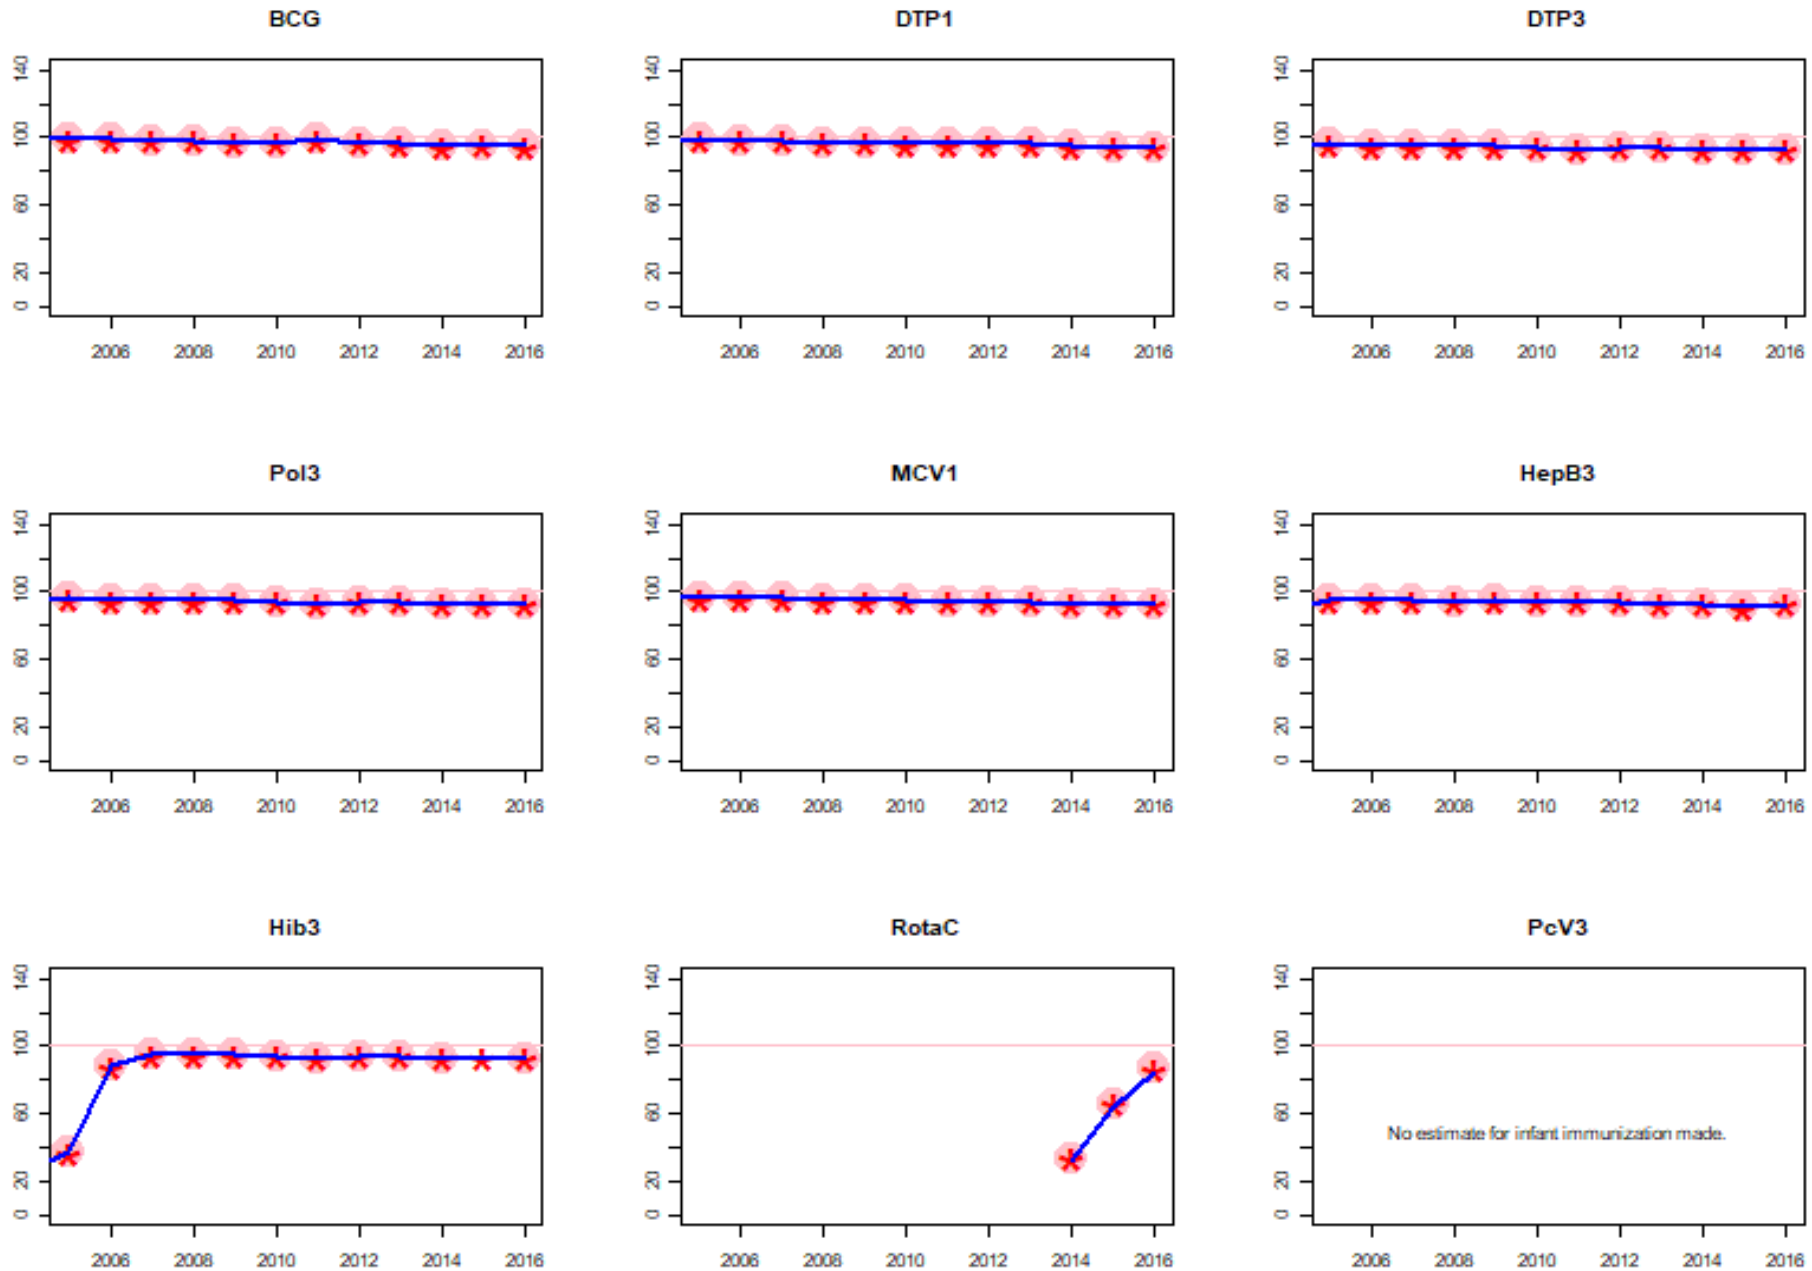 BCG DTP1 DTP3
140 140 140
100 100 100
60 60 60
20 20 20
0 0 0
2006 2008 2010 2012 2014 2016 2006 2008 2010 2012 2014 2016 2006 2008 2010 2012 2014 2016
Pol3 MCV1 HepB3
140 140 140
100 100 100
60 60 60
20 20 20
0 0 0
2006 2008 2010 2012 2014 2016 2006 2008 2010 2012 2014 2016 2006 2008 2010 2012 2014 2016
Hib3 RotaC PcV3
140 140 140
100 100 100
60 60 60
No estimate for infant immunization made.
20 20 20
0 0 0
2006 2008 2010 2012 2014 2016 2006 2008 2010 2012 2014 2016 2006 2008 2010 2012 2014 2016